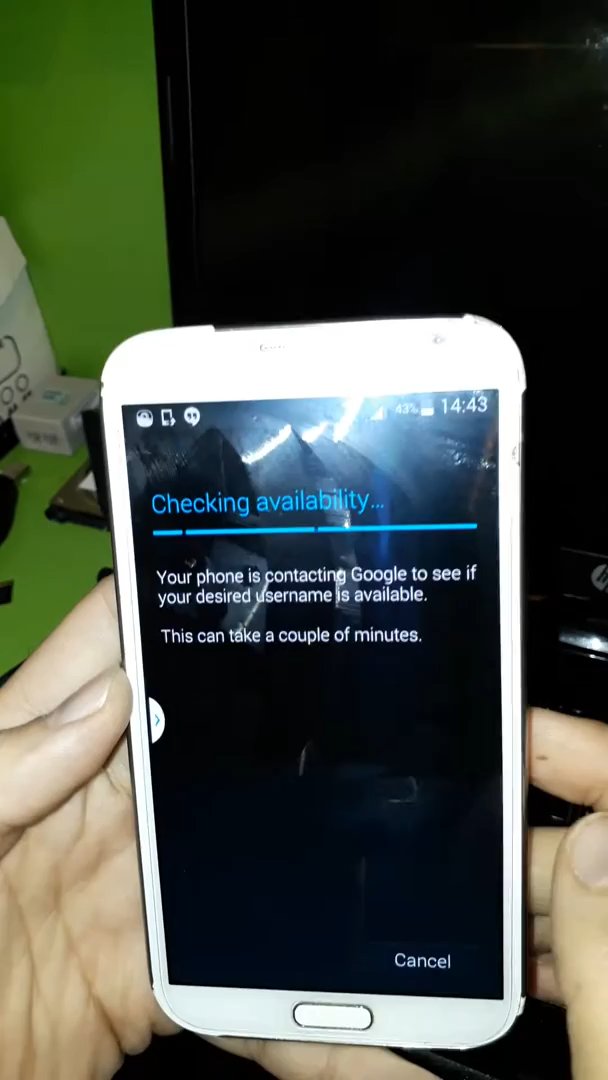 43% 14:43
Checking availability...
Your phone is contacting Google to see if
your desired username is available.
This can take a couple of minutes.
Cancel
hp